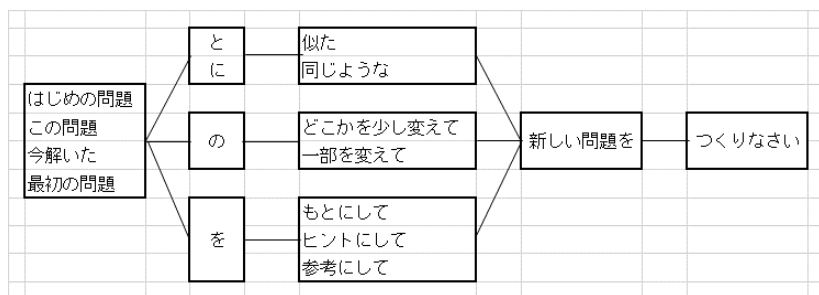 はじめの問題
この問題
今解いた
最初の問題
と
に
似た
同じような
の
どこかを少し変えて
一部を変えて
を
もとにして
ヒントにして
参考にして
新しい問題を
つくりなさい